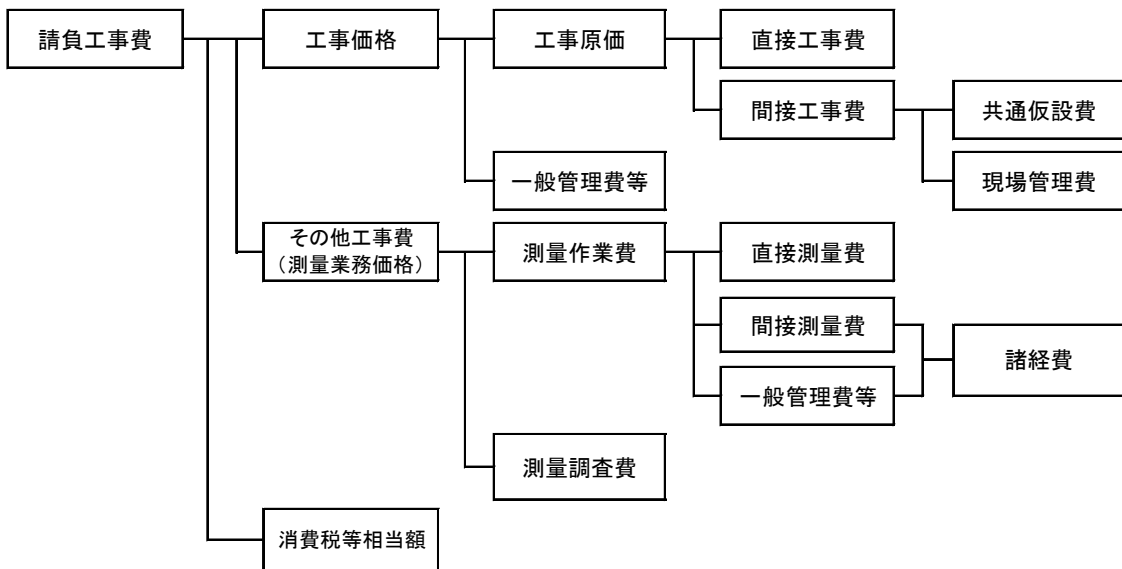 請負工事費
工事価格
工事原価
直接工事費
間接工事費
共通仮設費
一般管理費等
現場管理費
その他工事費
（測量業務価格）
測量作業費
直接測量費
間接測量費
諸経費
一般管理費等
測量調査費
消費税等相当額